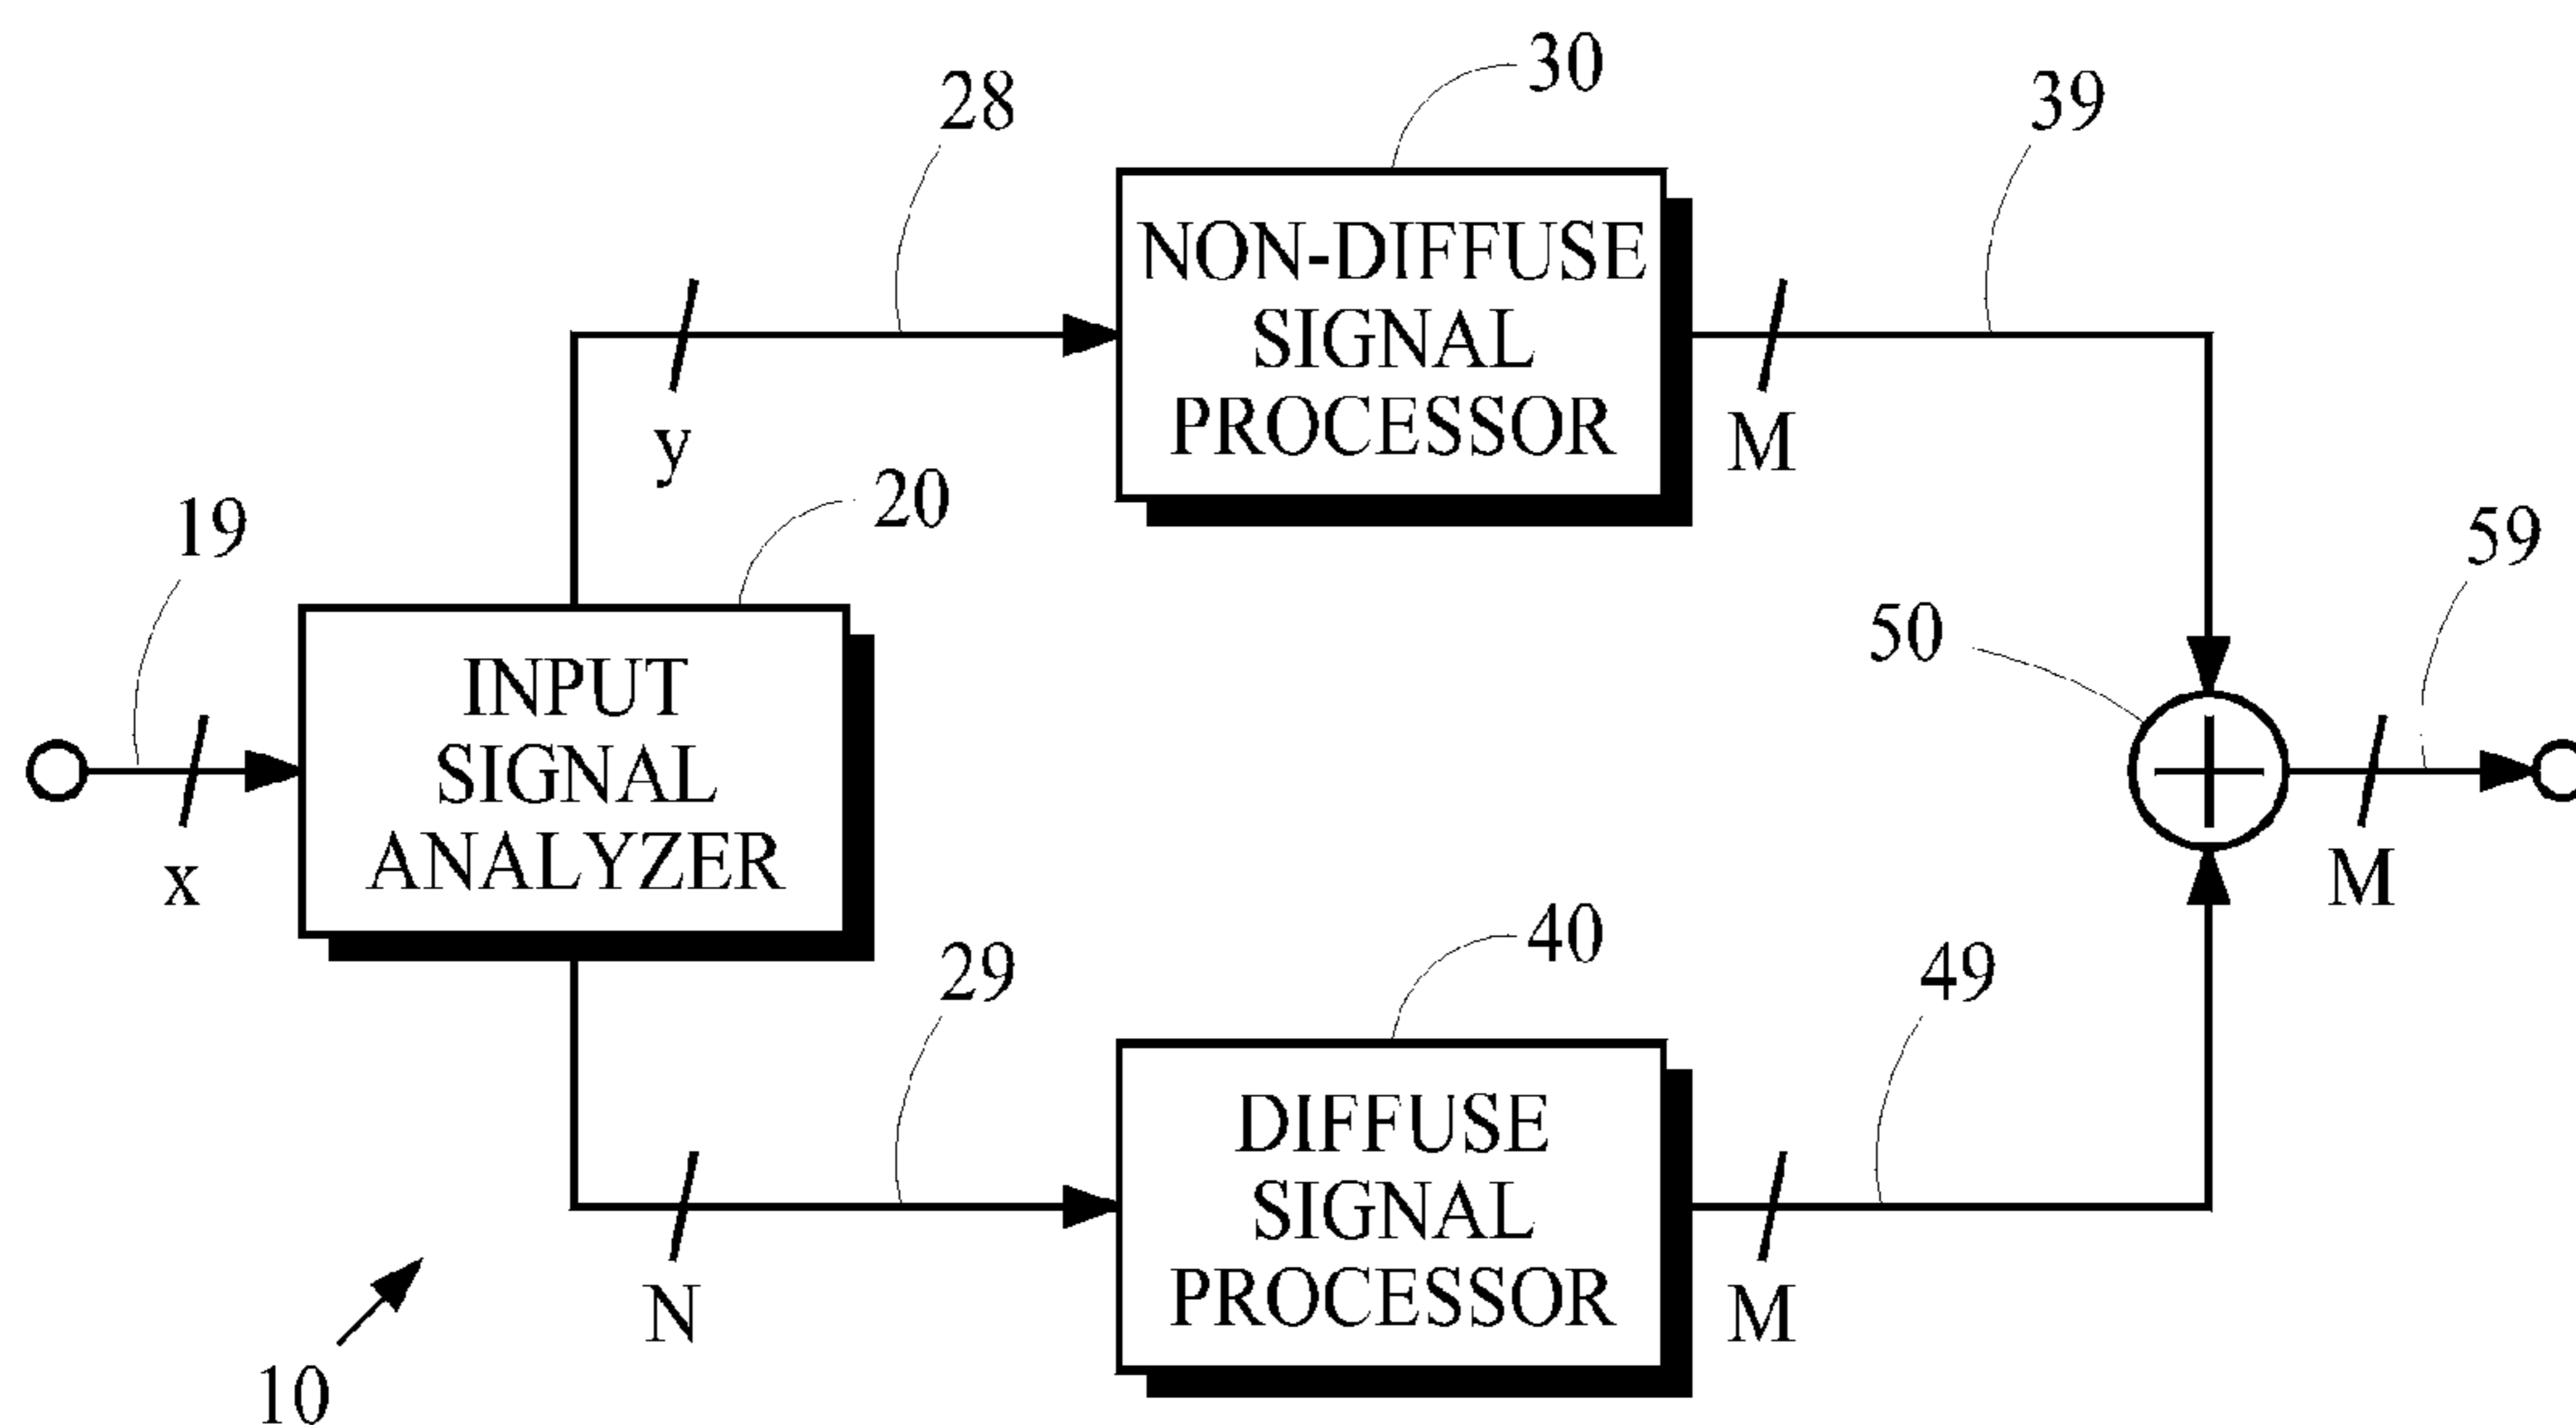 30
28
39
NON-DIFFUSE
SIGNAL
PROCESSOR
y
M
20
19
59
50
INPUT
SIGNAL
ANALYZER
x
M
40
29
49
DIFFUSE
SIGNAL
PROCESSOR
N
M
10